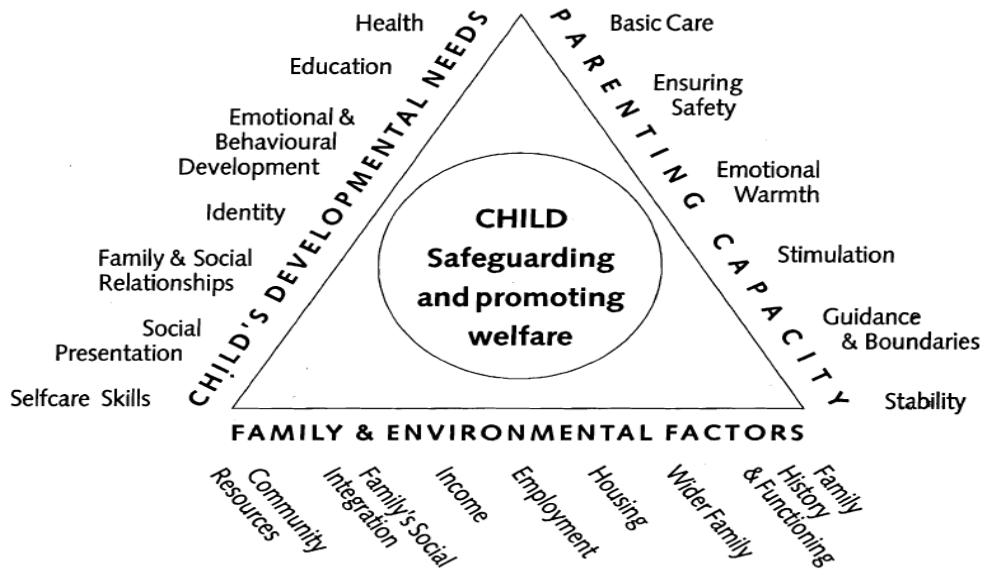 Health
Education
Emotional &
Behavioural
Development
Identity
Family & Social
Relationships
Social
Presentation
Selfcare Skills
CHILD'S DEVELOPMENTAL NEEDS
PARENTING CAPACITY
Basic Care
Ensuring
Safety
Emotional
Warmth
Stimulation
Guidance
& Boundaries
Stability
CHILD
Safeguarding
and promoting
welfare
FAMILY & ENVIRONMENTAL FACTORS
Community
Resources
Family's Social
Integration
Income
Employment
Housing
Wider Family
Family
History
& Functioning